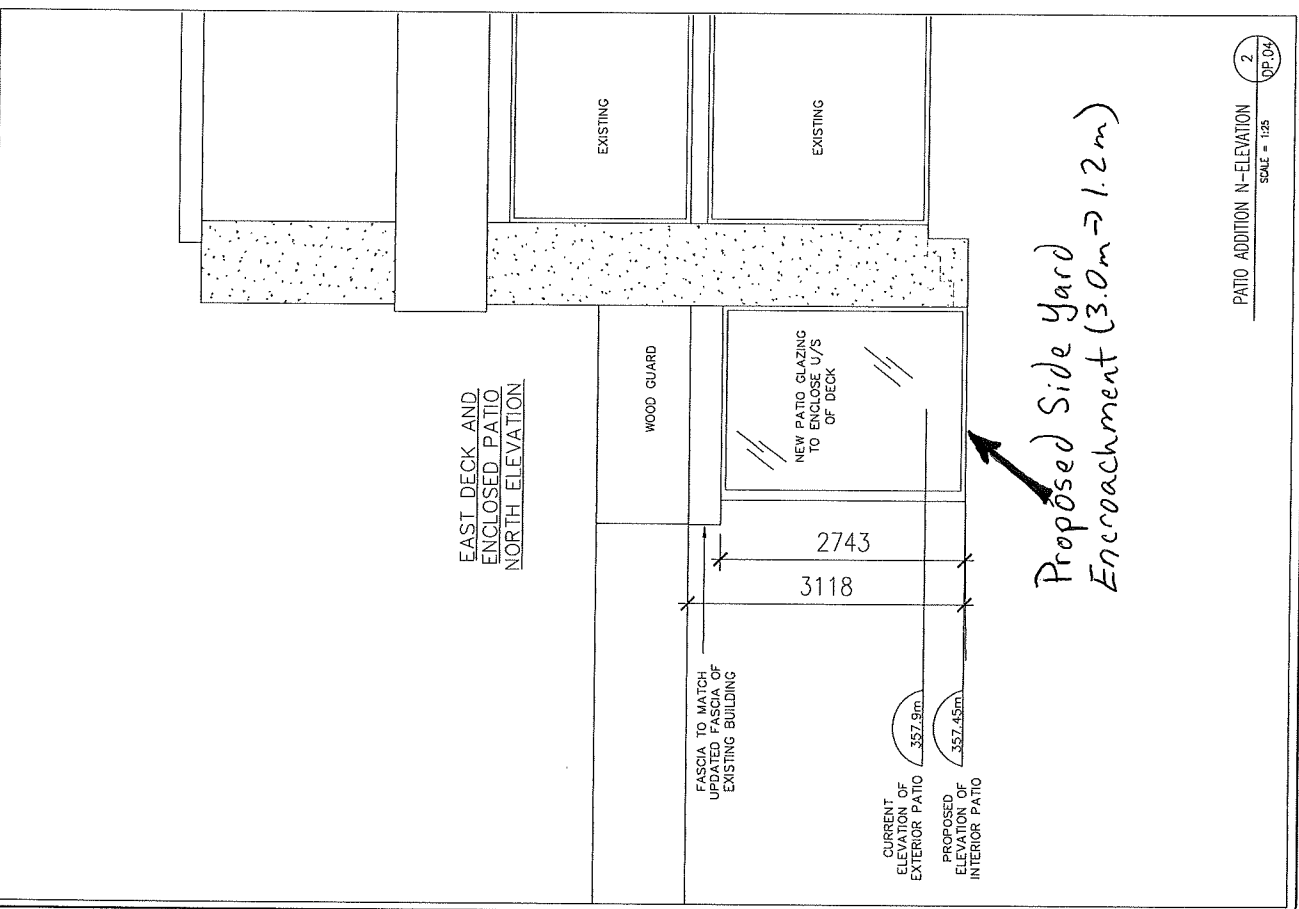 EXISTING
EXISTING
EAST DECK AND
ENCLOSED PATIO
NORTH ELEVATION
WOOD GUARD
NEW PATIO GLAZING
TO ENCLOSE U/S
OF DECK
2743
3118
FASCIA TO MATCH
UPDATED FASCIA OF
EXISTING BUILDING
357.9m
CURRENT
ELEVATION OF
EXTERIOR PATIO
357.45m
PROPOSED
ELEVATION OF
INTERIOR PATIO
Proposed Side Yard
Encroachment (3.0m → 1.2m)
PATIO ADDITION N-ELEVATION
SCALE = 1:25
2
DP.04